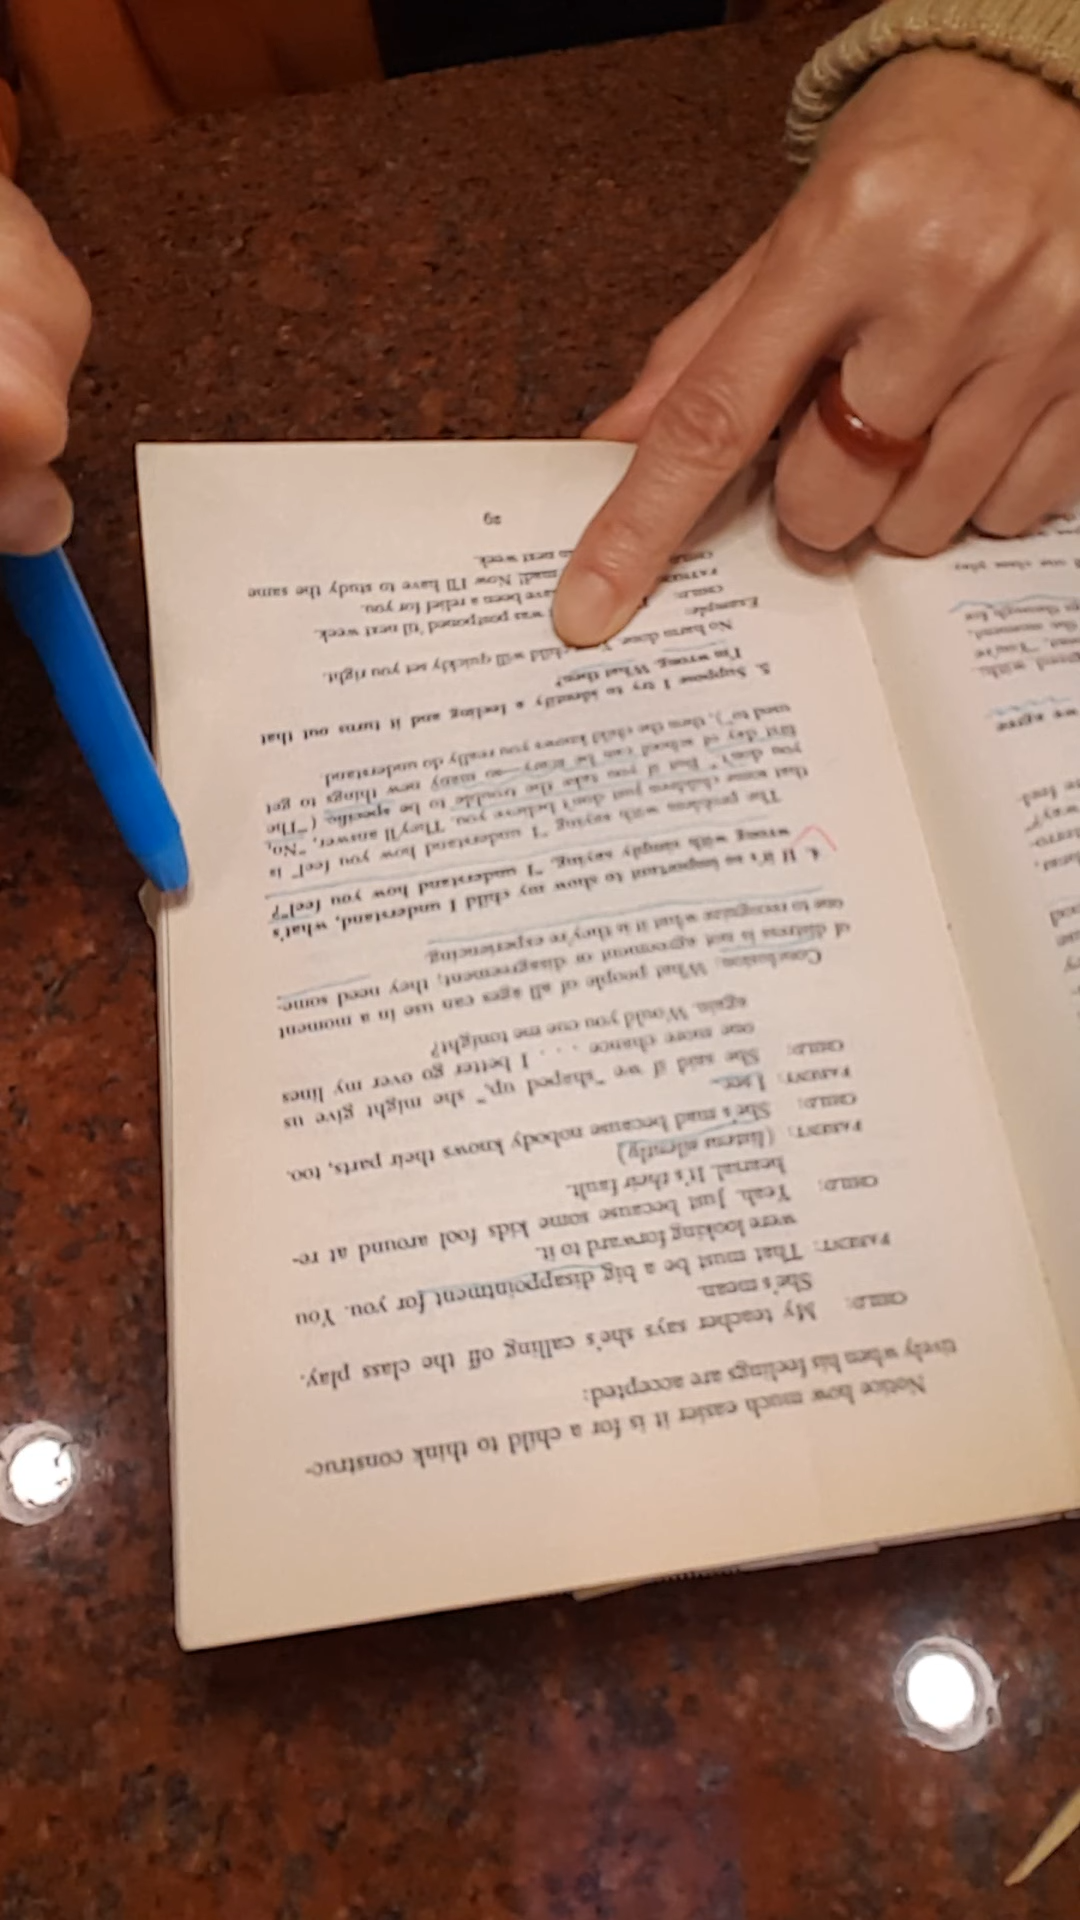 Notice how much easier it is for a child to think construc-
tively when his feelings are accepted:
CHILD: My teacher says she's calling off the class play.
She's mean.
PARENT: That must be a big disappointment for you. You
were looking forward to it.
CHILD: Yeah. Just because some kids fool around at re-
hearsal. It's their fault.
PARENT: (listens silently)
CHILD: She's mad because nobody knows their parts, too.
PARENT: I see.
CHILD: She said if we "shaped up," she might give us
one more chance . . . I better go over my lines
again. Would you cue me tonight?
Conclusion: What people of all ages can use in a moment
of distress is not agreement or disagreement; they need some-
one to recognize what it is they're experiencing.
4. If it's so important to show my child I understand, what's
wrong with simply saying, "I understand how you feel"?
The problem with saying "I understand how you feel" is
that some children just don't believe you. They'll answer, "No,
you don't." But if you take the trouble to be specific ("The
first day of school can be scary—so many new things to get
used to"), then the child knows you really do understand.
5. Suppose I try to identify a feeling and it turns out that
I'm wrong. What then?
No harm done. child will quickly set you right.
Example:
CHILD: was postponed 'til next week.
have been a relief for you.
CHILD: mad! Now I'll have to study the same
next week.
29
we agree
"You're
the moment.
go through for